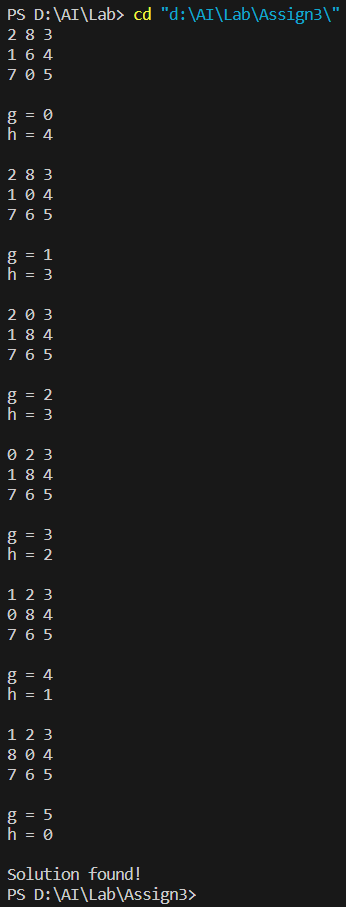 PS D:\AI\Lab> cd "d:\AI\Lab\Assign3\"
2 8 3
1 6 4
7 0 5
g = 0
h = 4
2 8 3
1 0 4
7 6 5
g = 1
h = 3
2 0 3
1 8 4
7 6 5
g = 2
h = 3
0 2 3
1 8 4
7 6 5
g = 3
h = 2
1 2 3
0 8 4
7 6 5
g = 4
h = 1
1 2 3
8 0 4
7 6 5
g = 5
h = 0
Solution found!
PS D:\AI\Lab\Assign3>